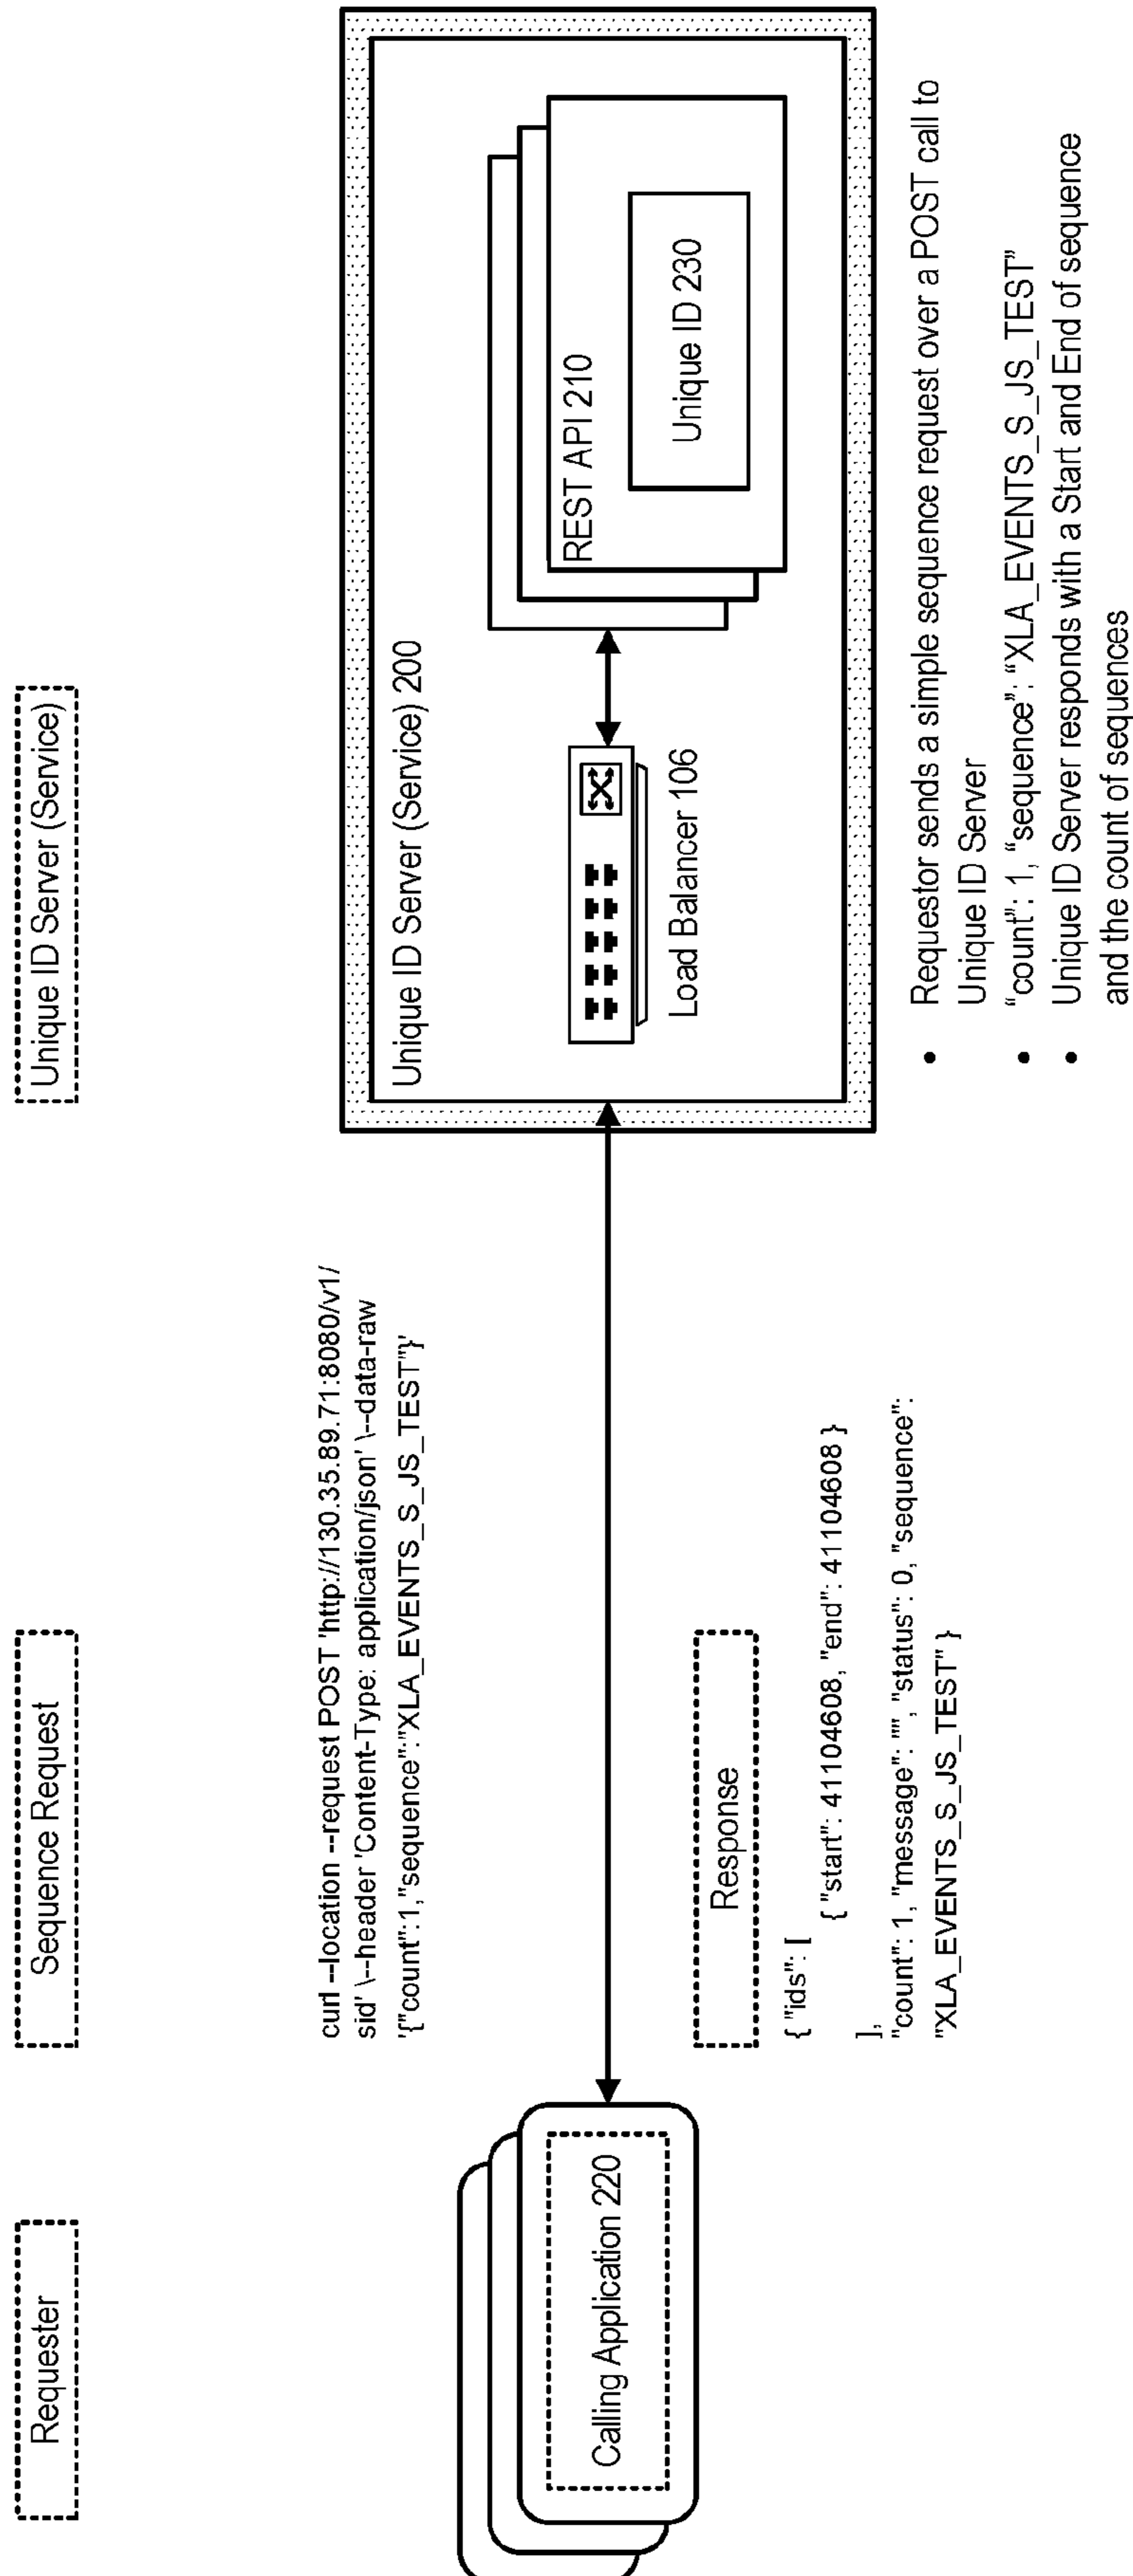 Requester
Sequence Request
Unique ID Server (Service)
curl --location --request POST 'http://130.35.89.71:8080/v1/
sid' \--header 'Content-Type: application/json' \--data-raw
'{"count":1,"sequence":"XLA_EVENTS_S_JS_TEST"}'
Calling Application 220
Response
{ "ids": [
{ "start": 41104608, "end": 41104608 }
],
"count": 1, "message": "" , "status": 0, "sequence":
"XLA_EVENTS_S_JS_TEST" }
Unique ID Server (Service) 200
Load Balancer 106
REST API 210
Unique ID 230
• Requestor sends a simple sequence request over a POST call to
Unique ID Server
• “count”: 1, “sequence”: “XLA_EVENTS_S_JS_TEST”
• Unique ID Server responds with a Start and End of sequence
and the count of sequences